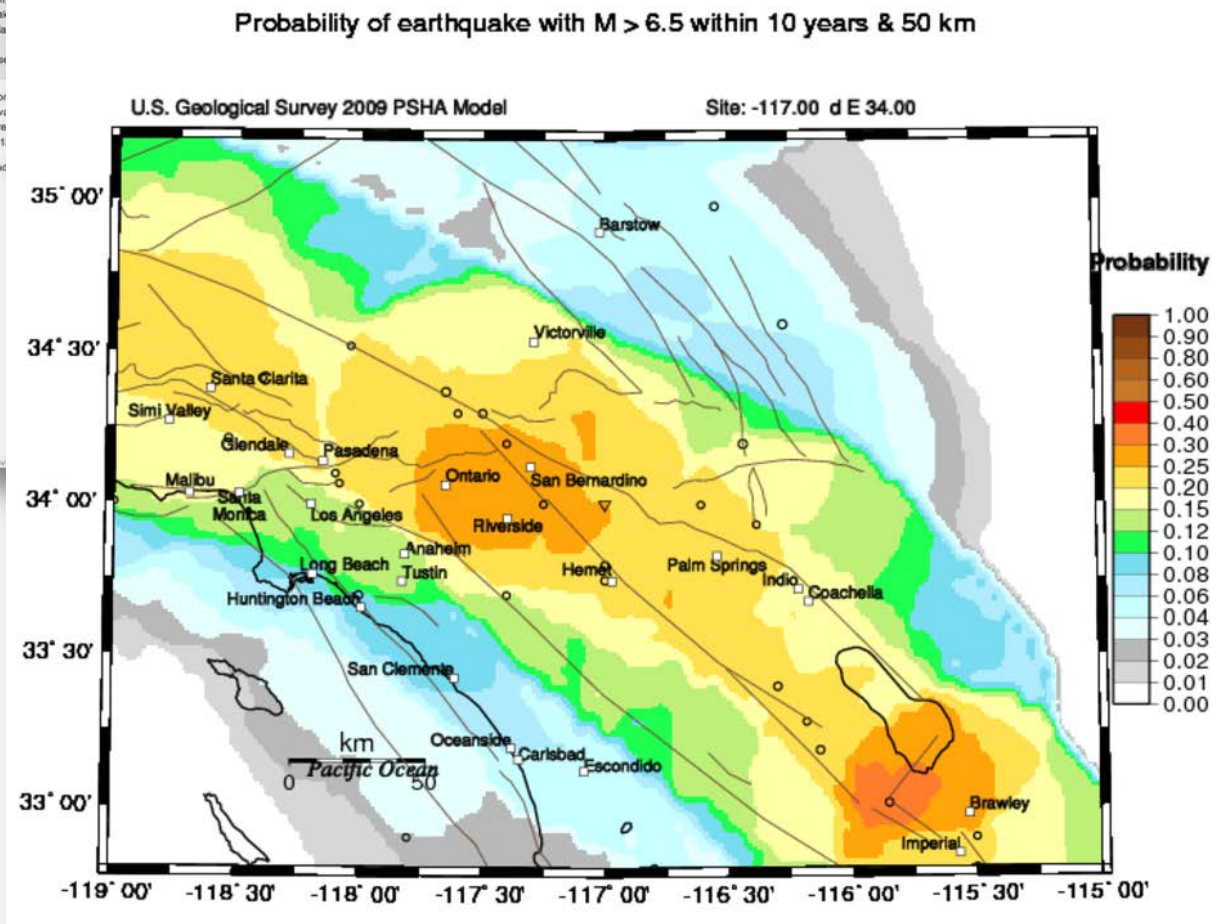 Probability of earthquake with M > 6.5 within 10 years & 50 km
U.S. Geological Survey 2009 PSHA Model
Site: -117.00 d E 34.00
35° 00'
34° 30'
34° 00'
33° 30'
33° 00'
Barstow
Victorville
Santa Clarita
Simi Valley
Glendale
Pasadena
Ontario
San Bernardino
Malibu
Santa
Monica
Los Angeles
Riverside
Anaheim
Long Beach
Tustin
Hemet
Palm Springs
Indio
Coachella
Huntington Beach
San Clemente
Oceanside
Carlsbad
Escondido
km
0
Pacific Ocean
50
Brawley
Imperial
-119° 00'
-118° 30'
-118° 00'
-117° 30'
-117° 00'
-116° 30'
-116° 00'
-115° 30'
-115° 00'
Probability
1.00
0.90
0.80
0.60
0.50
0.40
0.30
0.25
0.20
0.15
0.12
0.10
0.08
0.06
0.04
0.03
0.02
0.01
0.00